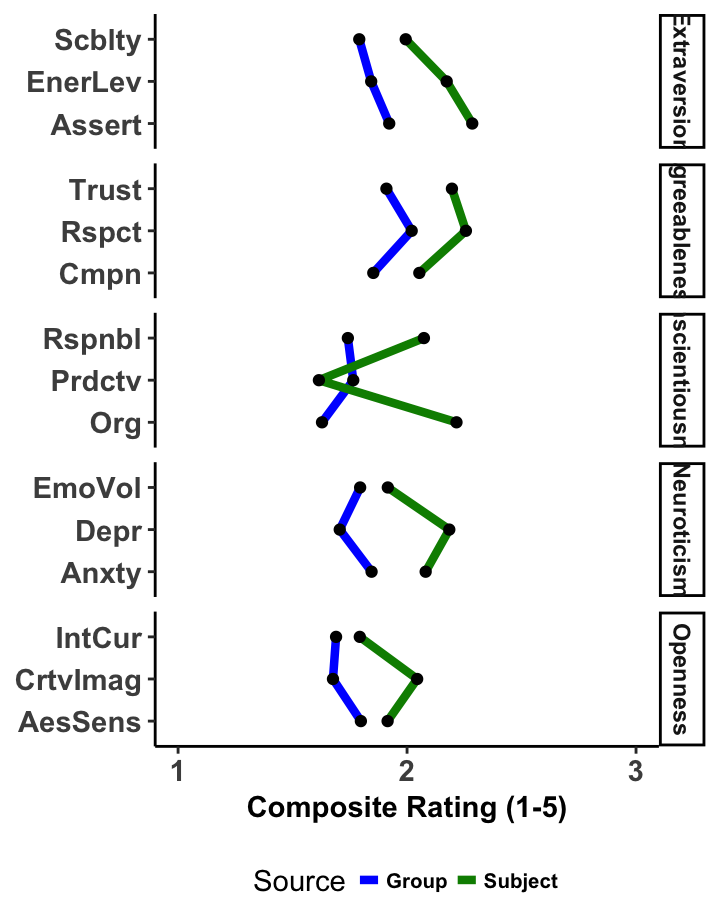 Scblty
EnerLev
Assert
Extraversion
Trust
Rspct
Cmpn
greeablenes
Rspnbl
Prdctv
Org
scientiousn
EmoVol
Depr
Anxty
Neuroticism
IntCur
CrtvImag
AesSens
Openness
1 2 3
Composite Rating (1-5)
Source Group Subject